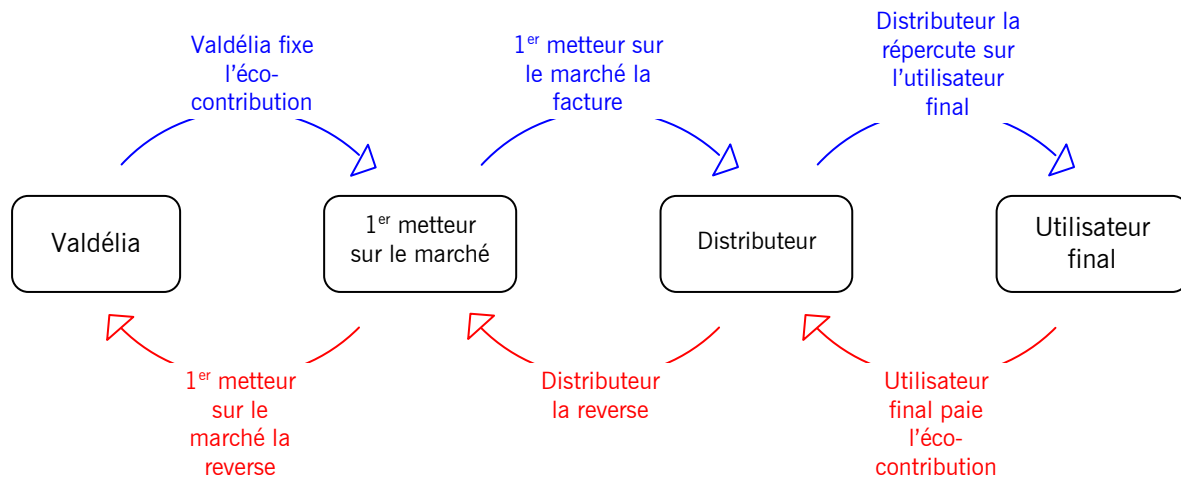 Valdélia fixe
l'éco-
contribution
1er metteur sur
le marché la
facture
Distributeur la
répercute sur
l'utilisateur
final
Valdélia
1er metteur
sur le marché
Distributeur
Utilisateur
final
1er metteur
sur le
marché la
reverse
Distributeur
la reverse
Utilisateur
final paie
l'éco-
contribution